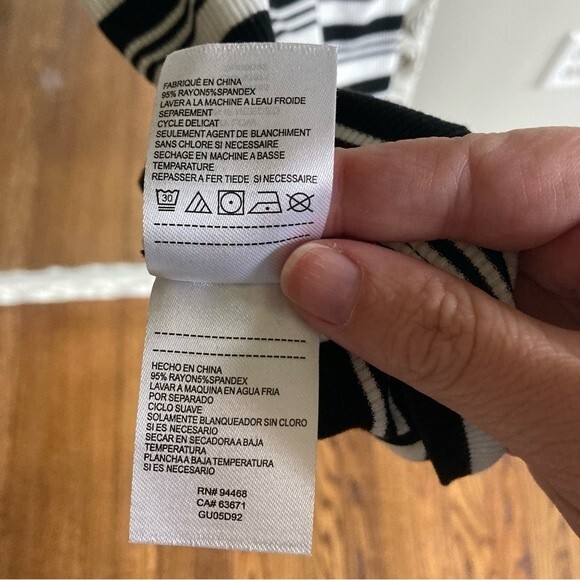 FABRIQUÉ EN CHINA
95% RAYON5%SPANDEX
LAVER A LA MACHINE A LEAU FROIDE
SEPAREMENT
CYCLE DELICAT
SEULEMENT AGENT DE BLANCHIMENT
SANS CHLORE SI NECESSAIRE
SECHAGE EN MACHINE A BASSE
TEMPARATURE
REPASSER A FER TIEDE SI NECESSAIRE
30
HECHO EN CHINA
95% RAYON5%SPANDEX
LAVAR A MAQUINA EN AGUA FRIA
POR SEPARADO
CICLO SUAVE
SOLAMENTE BLANQUEADOR SIN CLORO
SI ES NECESARIO
SECAR EN SECADORA A BAJA
TEMPERATURA
PLANCHA A BAJA TEMPERATURA
SI ES NECESARIO
RN# 94468
CA# 63671
GU05D92